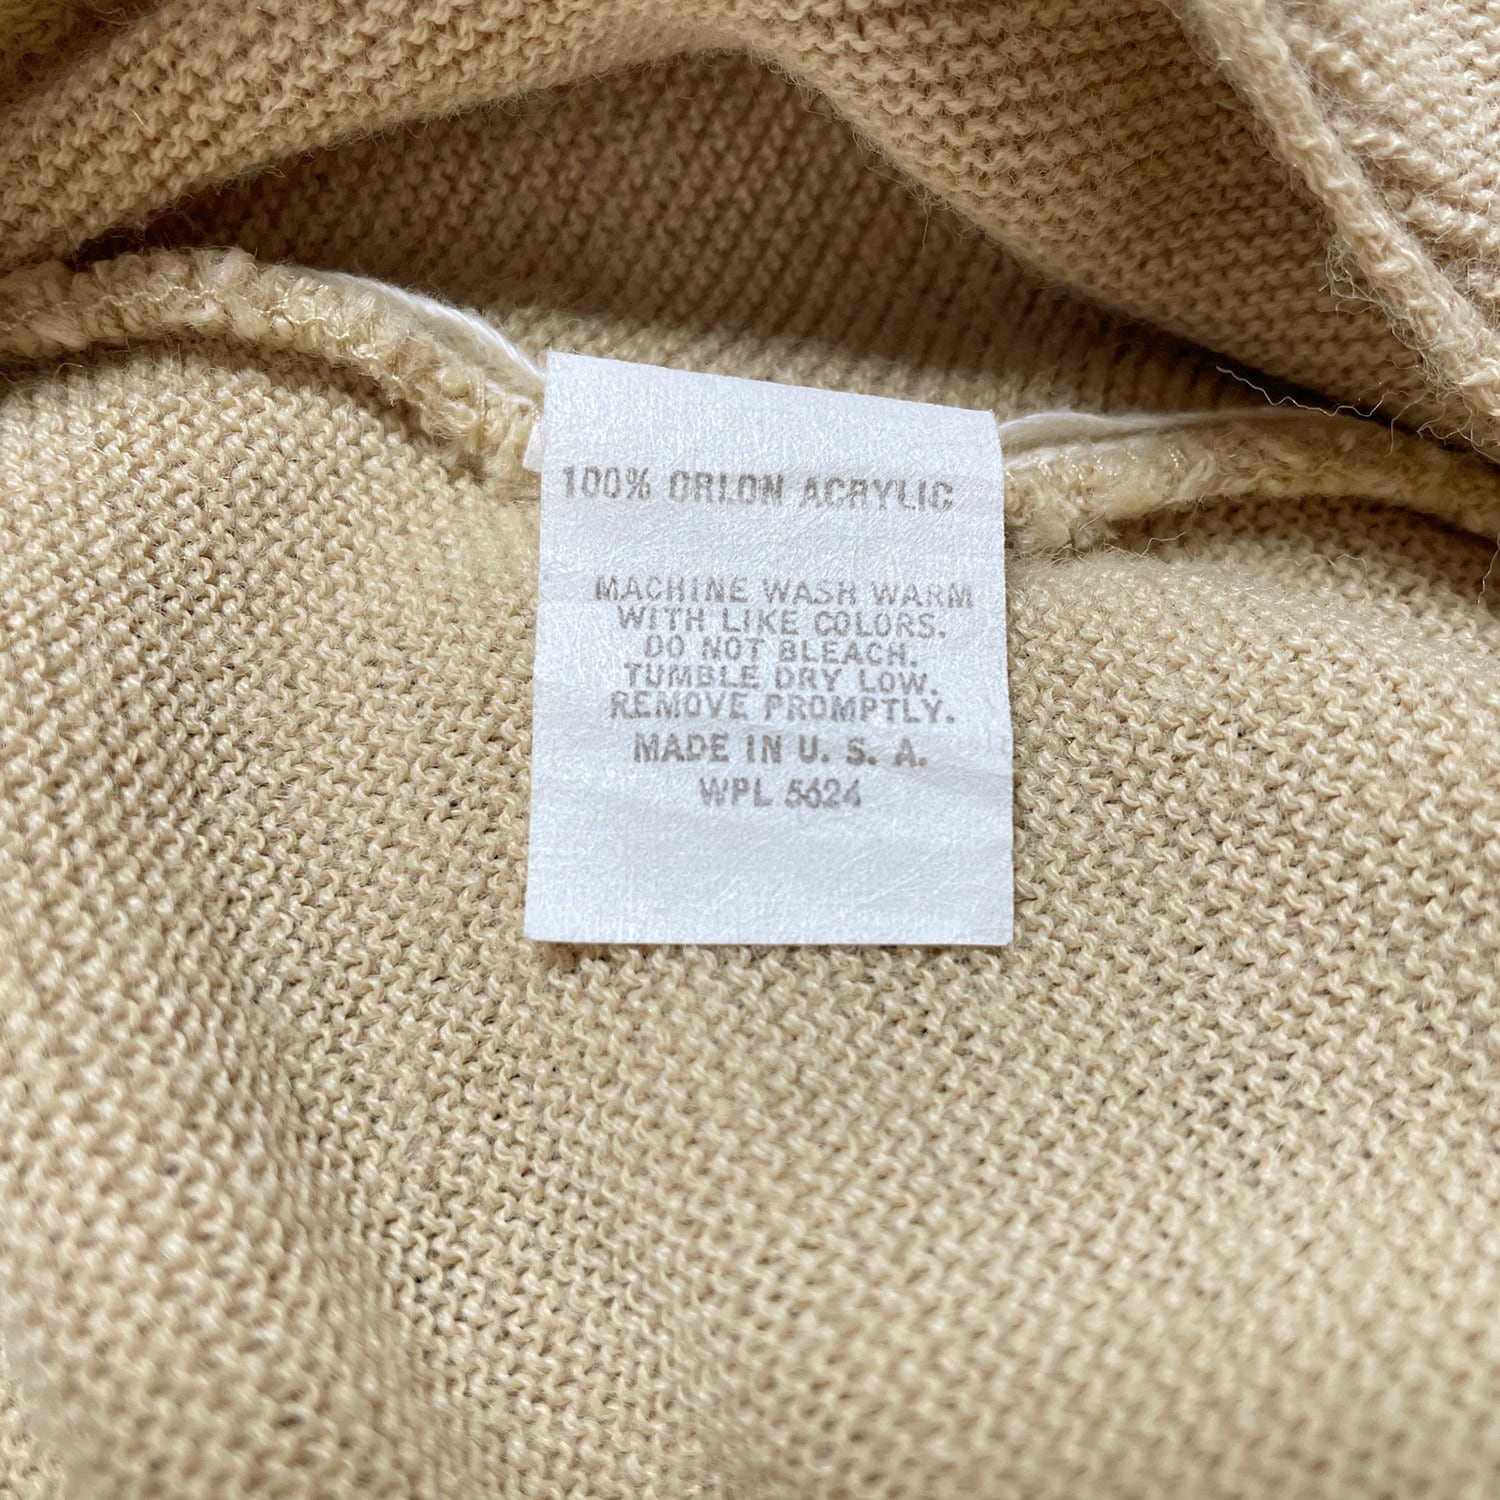 100% ORLON ACRYLIC
MACHINE WASH WARM
WITH LIKE COLORS.
DO NOT BLEACH.
TUMBLE DRY LOW.
REMOVE PROMPTLY.
MADE IN U. S. A.
WPL 5624